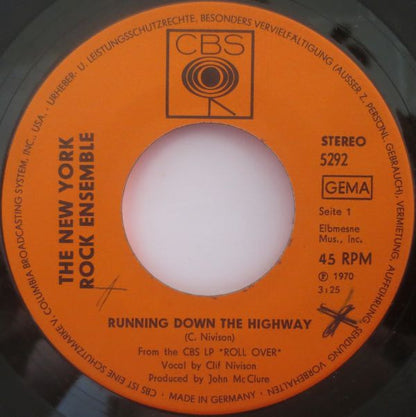 CBS
V. COLUMBIA BROADCASTING SYSTEM, INC., USA. · URHEBER- U. LEISTUNGSSCHUTZRECHTE, BESONDERS VERVIELFÄLTIGUNG (AUSSER Z. PERSÖNL. GEBRAUCH), VERMIETUNG, AUFFÜHRUNG, SENDUNG VORBEHALTEN
THE NEW YORK
ROCK ENSEMBLE
STEREO
5292
GEMA
Seite 1
Elbmesne
Mus., Inc.
45 RPM
Ⓟ 1970
3:25
RUNNING DOWN THE HIGHWAY
(C. Nivison)
From the CBS LP "ROLL OVER"
Vocal by Clif Nivison
Produced by John McClure
MADE IN GERMANY
CBS IST EINE SCHUTZMARKE